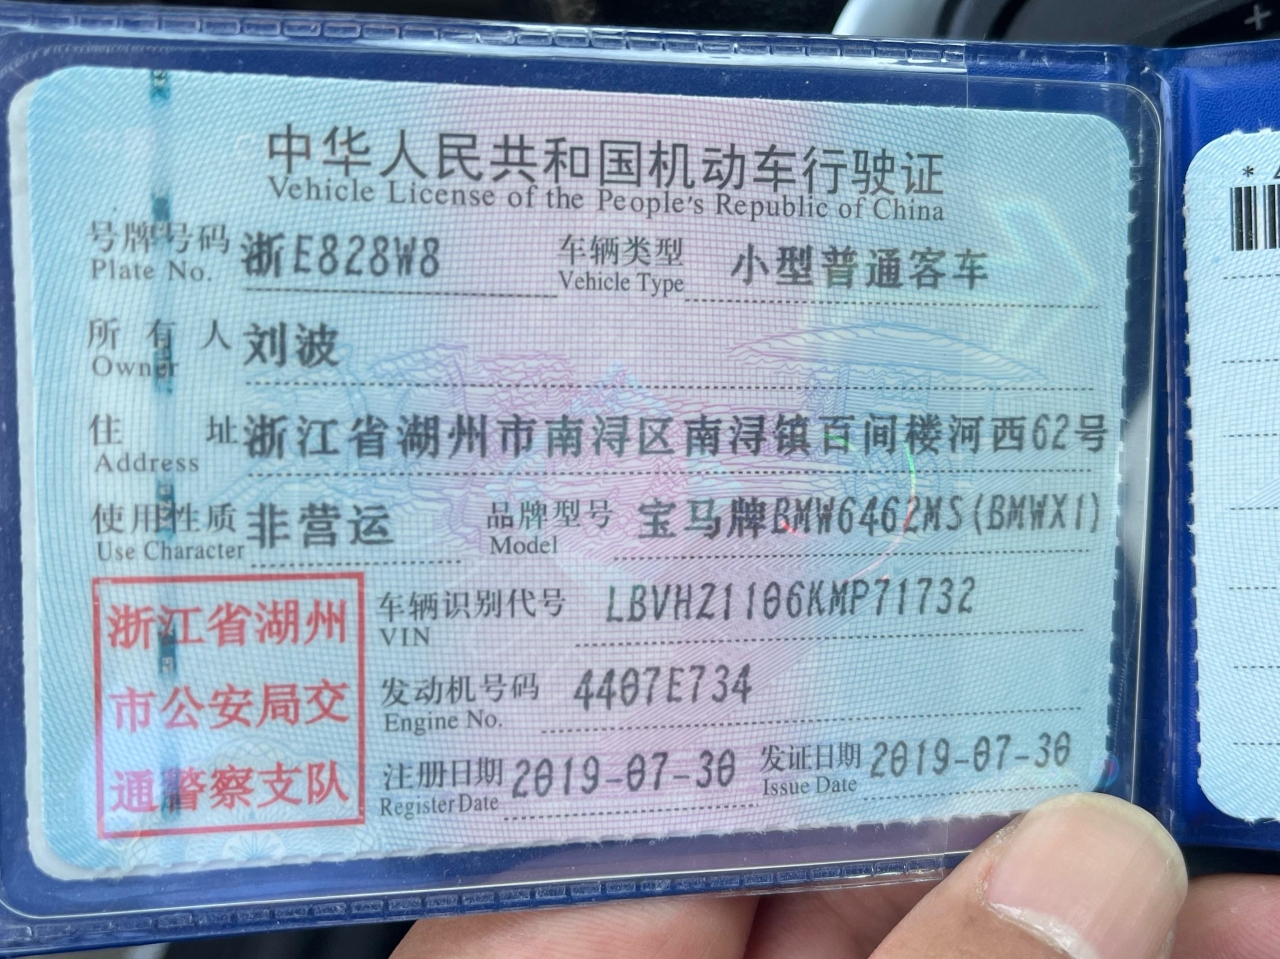 中华人民共和国机动车行驶证
Vehicle License of the People's Republic of China
号牌号码 浙E828W8 车辆类型 小型普通客车
Plate No. Vehicle Type
所有人 刘波
Owner
住址 浙江省湖州市南浔区南浔镇百间楼河西62号
Address
使用性质 非营运 品牌型号 宝马牌BMW6462MS(BMWX1)
Use Character Model
浙江省湖州
市公安局交
通警察支队
车辆识别代号 LBVHZ1106KMP71732
VIN
发动机号码 4407E734
Engine No.
注册日期 2019-07-30 发证日期 2019-07-30
Register Date Issue Date